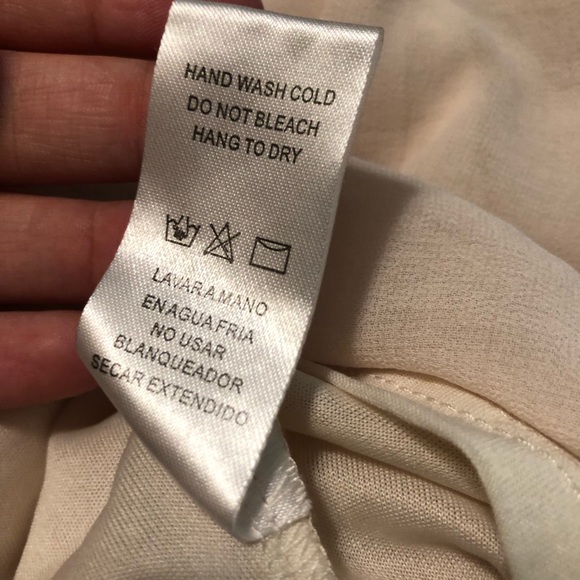 HAND WASH COLD
DO NOT BLEACH
HANG TO DRY
LAVAR A MANO
EN AGUA FRIA
NO USAR
BLANQUEADOR
SECAR EXTENDIDO